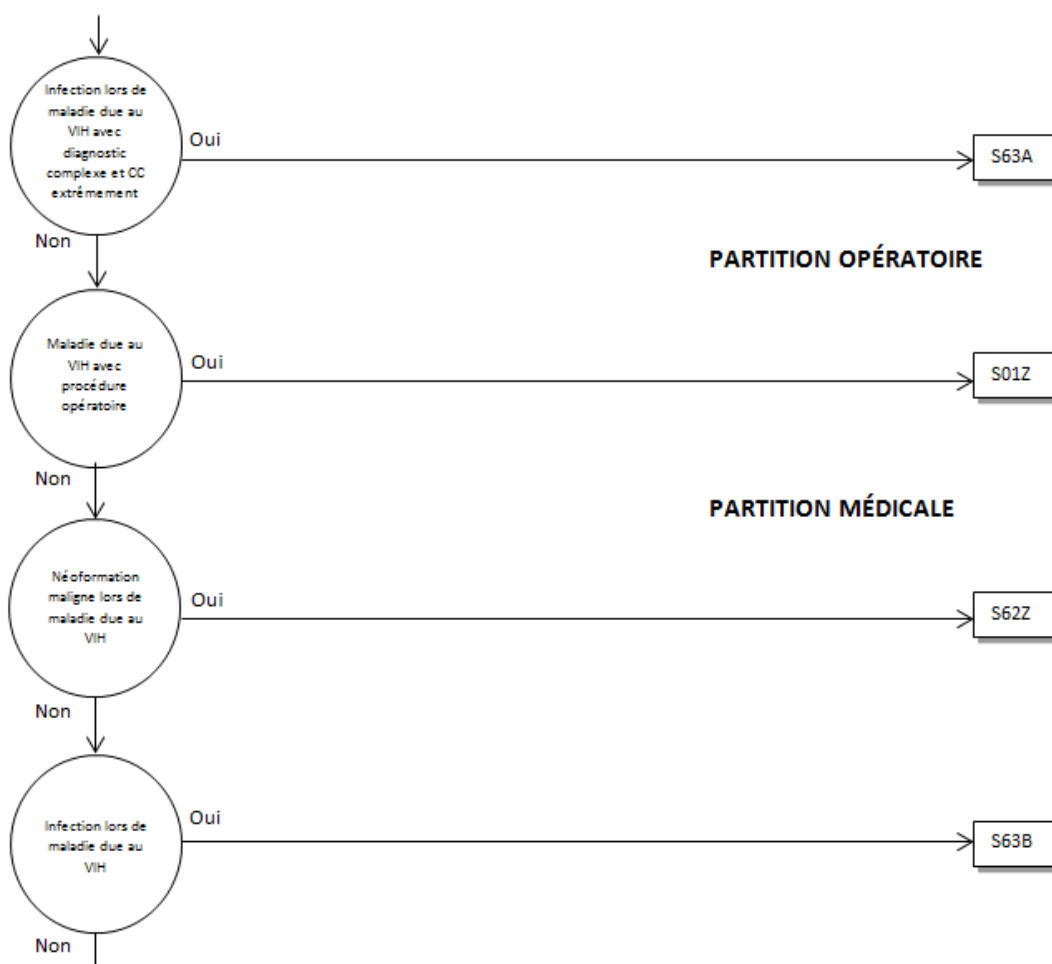 Infection lors de
maladie due au
VIH avec
diagnostic
complexe et CC
extrêmement
Oui
S63A
Non
PARTITION OPÉRATOIRE
Maladie due au
VIH avec
procédure
opératoire
Oui
S01Z
Non
PARTITION MÉDICALE
Néoformation
maligne lors de
maladie due au
VIH
Oui
S62Z
Non
Infection lors de
maladie due au
VIH
Oui
S63B
Non